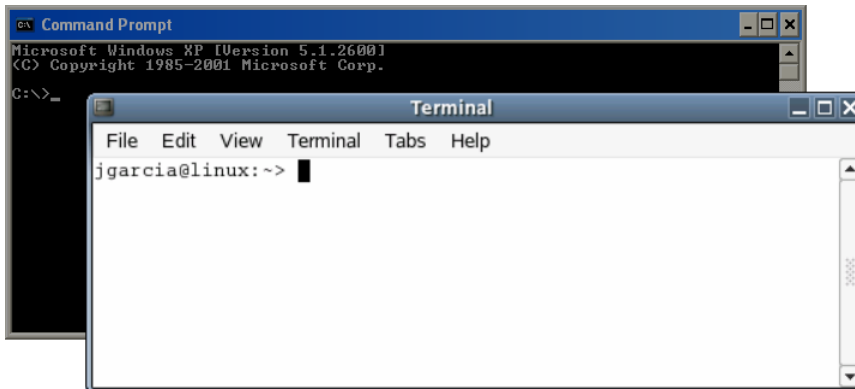 Command Prompt
Microsoft Windows XP [Version 5.1.2600]
(C) Copyright 1985-2001 Microsoft Corp.
C:\>_
Terminal
File Edit View Terminal Tabs Help
jgarcia@linux:~>